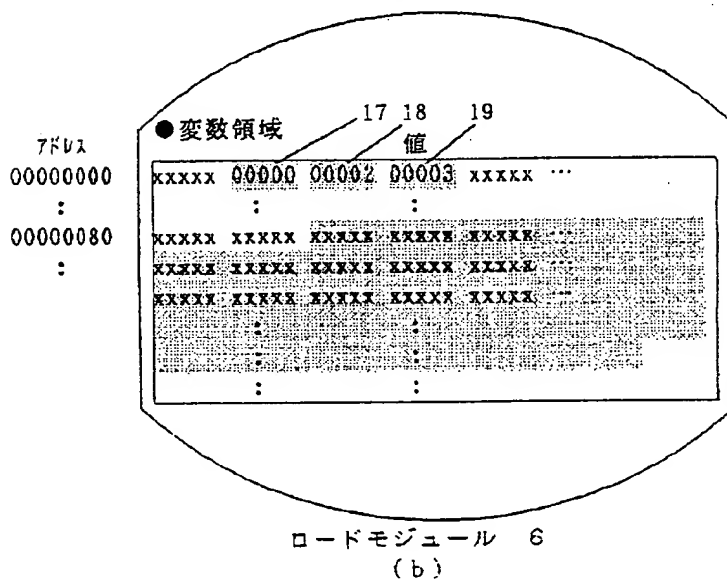 17 18 19
●変数領域 値
アドレス
00000000 xxxxx 00000 00002 00003 xxxxx …
: : :
00000080 xxxxx xxxxx xxxxx xxxxx xxxxx …
: xxxxx xxxxx xxxxx xxxxx xxxxx …
xxxxx xxxxx xxxxx xxxxx xxxxx …
: :
: :
ロードモジュール 6
(b)